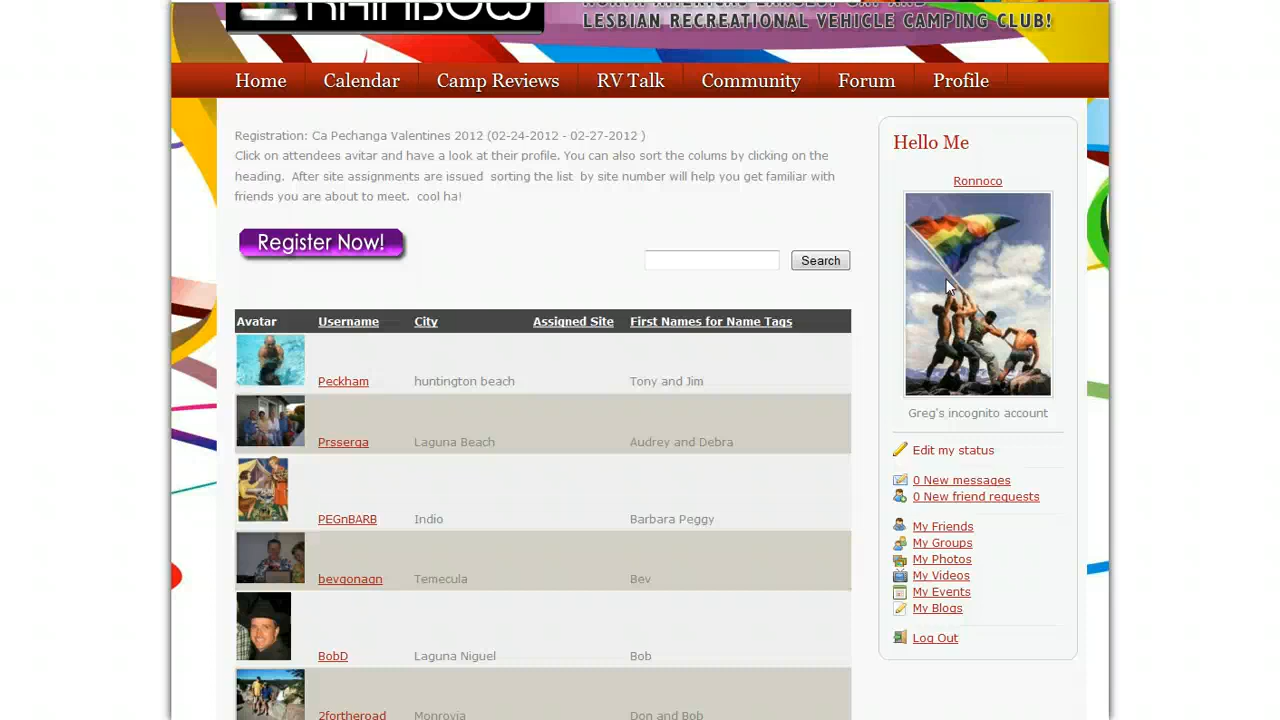 RAINBOW
NORTH AMERICA'S LARGEST GAY AND
LESBIAN RECREATIONAL VEHICLE CAMPING CLUB!
Home Calendar Camp Reviews RV Talk Community Forum Profile
Registration: Ca Pechanga Valentines 2012 (02-24-2012 - 02-27-2012 )
Click on attendees avitar and have a look at their profile. You can also sort the colums by clicking on the
heading. After site assignments are issued sorting the list by site number will help you get familiar with
friends you are about to meet. cool ha!
Register Now!
Search
Avatar Username City Assigned Site First Names for Name Tags
Peckham huntington beach Tony and Jim
Prsserga Laguna Beach Audrey and Debra
PEGnBARB Indio Barbara Peggy
bevgonagn Temecula Bev
BobD Laguna Niguel Bob
2fortheroad Monrovia Don and Bob
Hello Me
Ronnoco
Greg's incognito account
Edit my status
0 New messages
0 New friend requests
My Friends
My Groups
My Photos
My Videos
My Events
My Blogs
Log Out